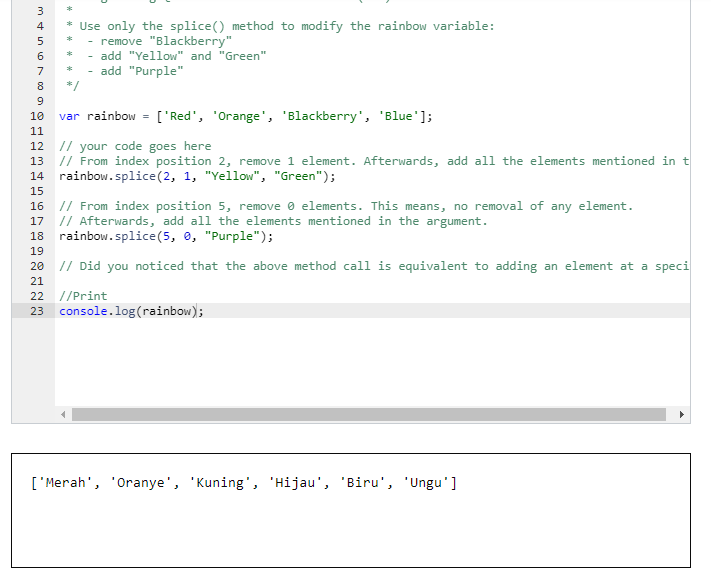 3 *
4 * Use only the splice() method to modify the rainbow variable:
5 * - remove "Blackberry"
6 * - add "Yellow" and "Green"
7 * - add "Purple"
8 */
9
10 var rainbow = ['Red', 'Orange', 'Blackberry', 'Blue'];
11
12 // your code goes here
13 // From index position 2, remove 1 element. Afterwards, add all the elements mentioned in t
14 rainbow.splice(2, 1, "Yellow", "Green");
15
16 // From index position 5, remove 0 elements. This means, no removal of any element.
17 // Afterwards, add all the elements mentioned in the argument.
18 rainbow.splice(5, 0, "Purple");
19
20 // Did you noticed that the above method call is equivalent to adding an element at a speci
21
22 //Print
23 console.log(rainbow);
['Merah', 'Oranye', 'Kuning', 'Hijau', 'Biru', 'Ungu']